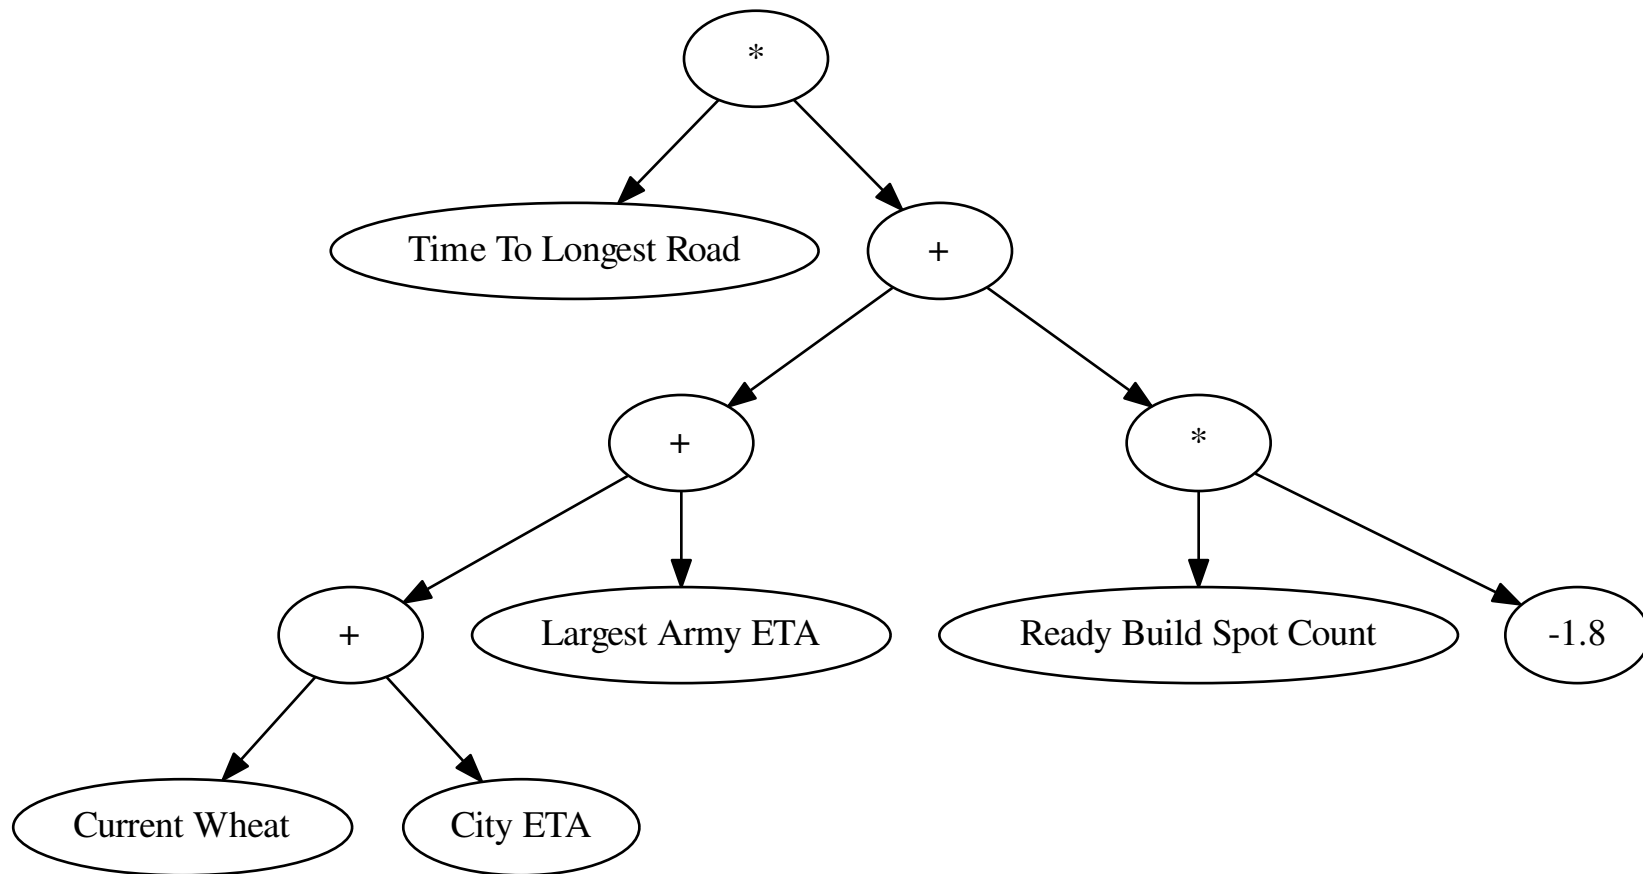 *
Time To Longest Road
+
+
*
+
Largest Army ETA
Ready Build Spot Count
-1.8
Current Wheat
City ETA